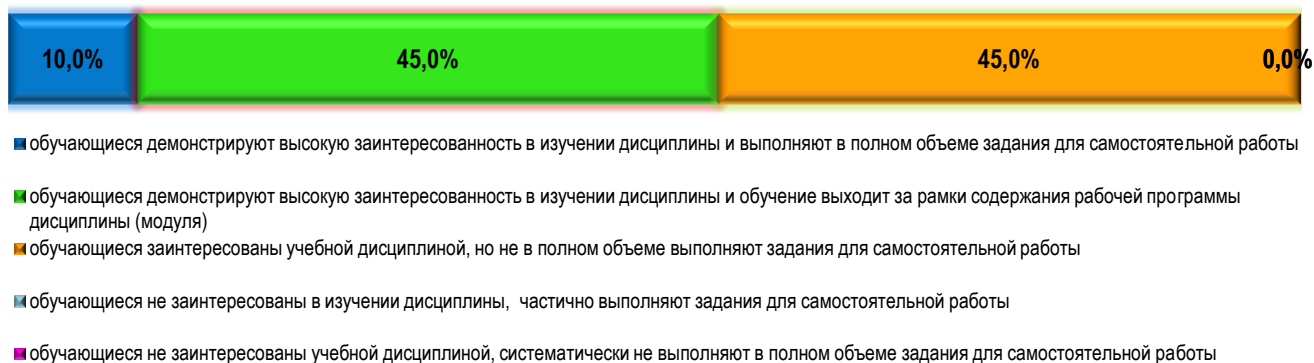 10,0% 45,0% 45,0% 0,0%
обучающиеся демонстрируют высокую заинтересованность в изучении дисциплины и выполняют в полном объеме задания для самостоятельной работы
обучающиеся демонстрируют высокую заинтересованность в изучении дисциплины и обучение выходит за рамки содержания рабочей программы
дисциплины (модуля)
обучающиеся заинтересованы учебной дисциплиной, но не в полном объеме выполняют задания для самостоятельной работы
обучающиеся не заинтересованы в изучении дисциплины, частично выполняют задания для самостоятельной работы
обучающиеся не заинтересованы учебной дисциплиной, систематически не выполняют в полном объеме задания для самостоятельной работы